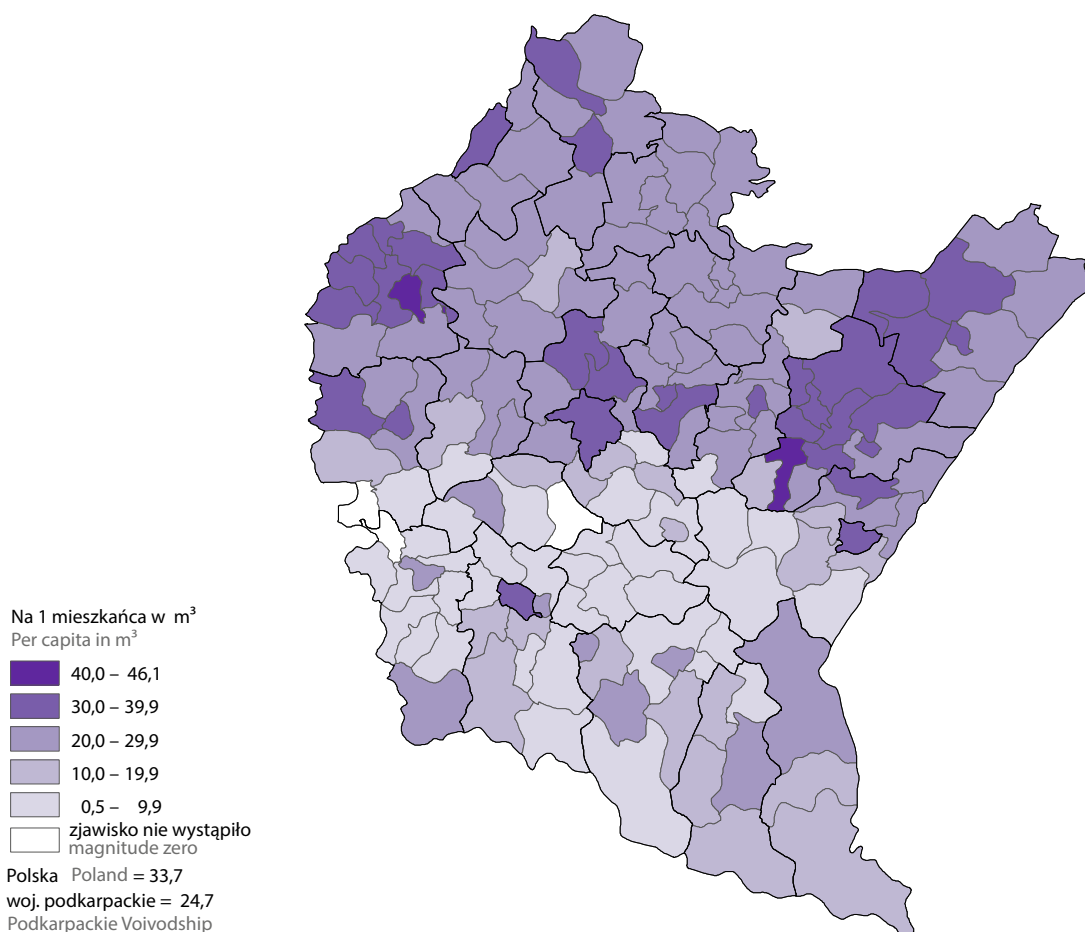 Na 1 mieszkańca w m³
Per capita in m³
40,0 – 46,1
30,0 – 39,9
20,0 – 29,9
10,0 – 19,9
0,5 – 9,9
zjawisko nie wystąpiło
magnitude zero
Polska Poland = 33,7
woj. podkarpackie = 24,7
Podkarpackie Voivodship